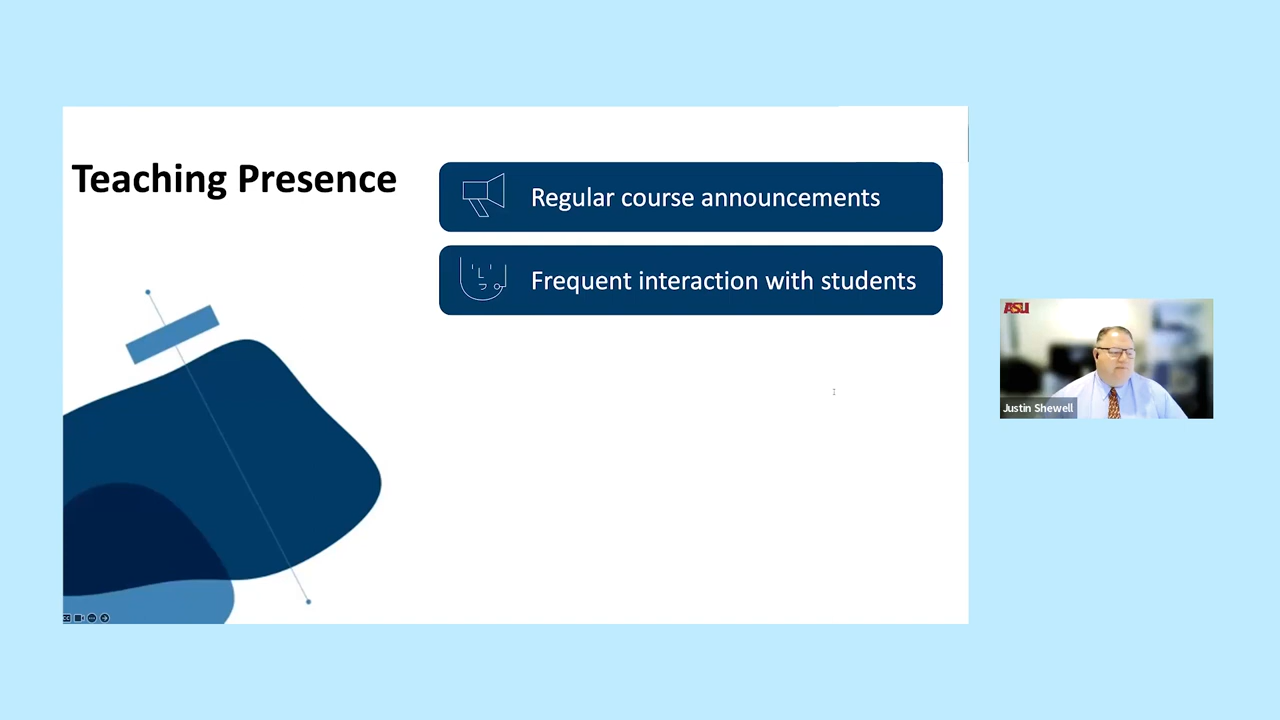 Teaching Presence
Regular course announcements
Frequent interaction with students
ASU
Justin Shewell